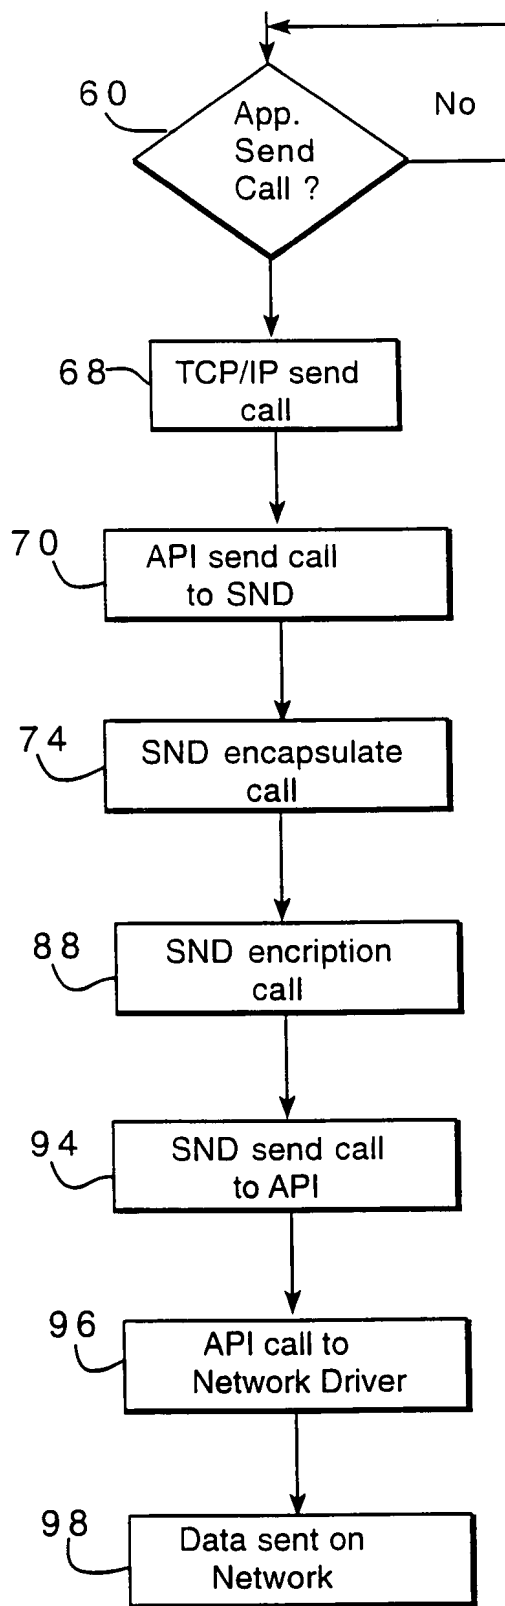 60
App.
Send
Call ?
No
68
TCP/IP send
call
70
API send call
to SND
74
SND encapsulate
call
88
SND encription
call
94
SND send call
to API
96
API call to
Network Driver
98
Data sent on
Network